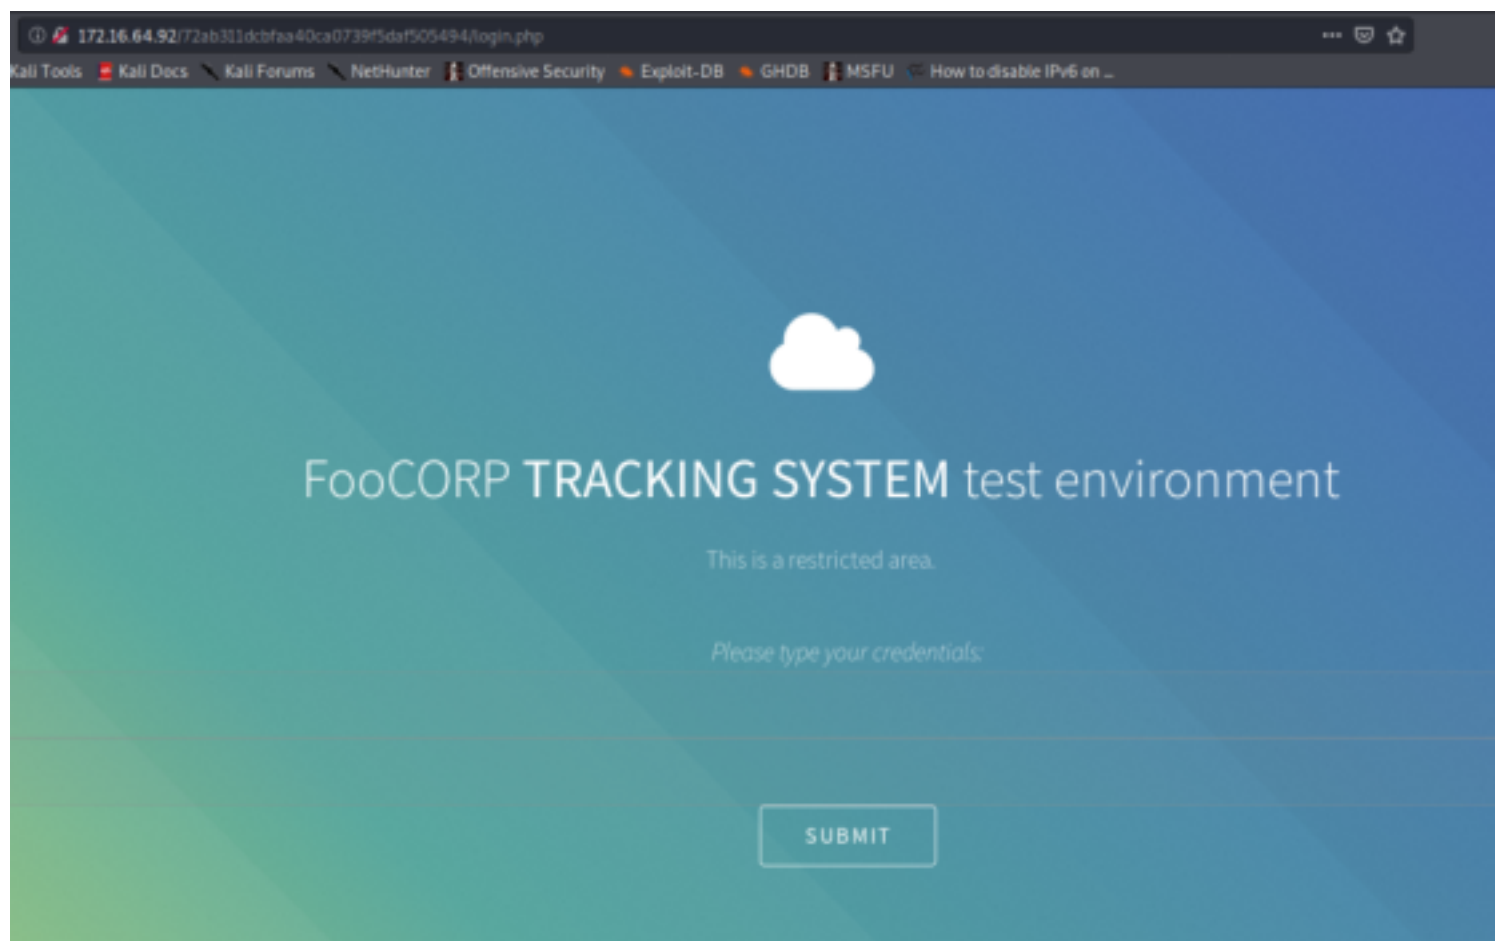 172.16.64.92/72ab311dcbfaa40ca0739f5daf505494/login.php
Kali Tools Kali Docs Kali Forums NetHunter Offensive Security Exploit-DB GHDB MSFU How to disable IPv6 on ...
FooCORP TRACKING SYSTEM test environment
This is a restricted area.
Please type your credentials:
SUBMIT